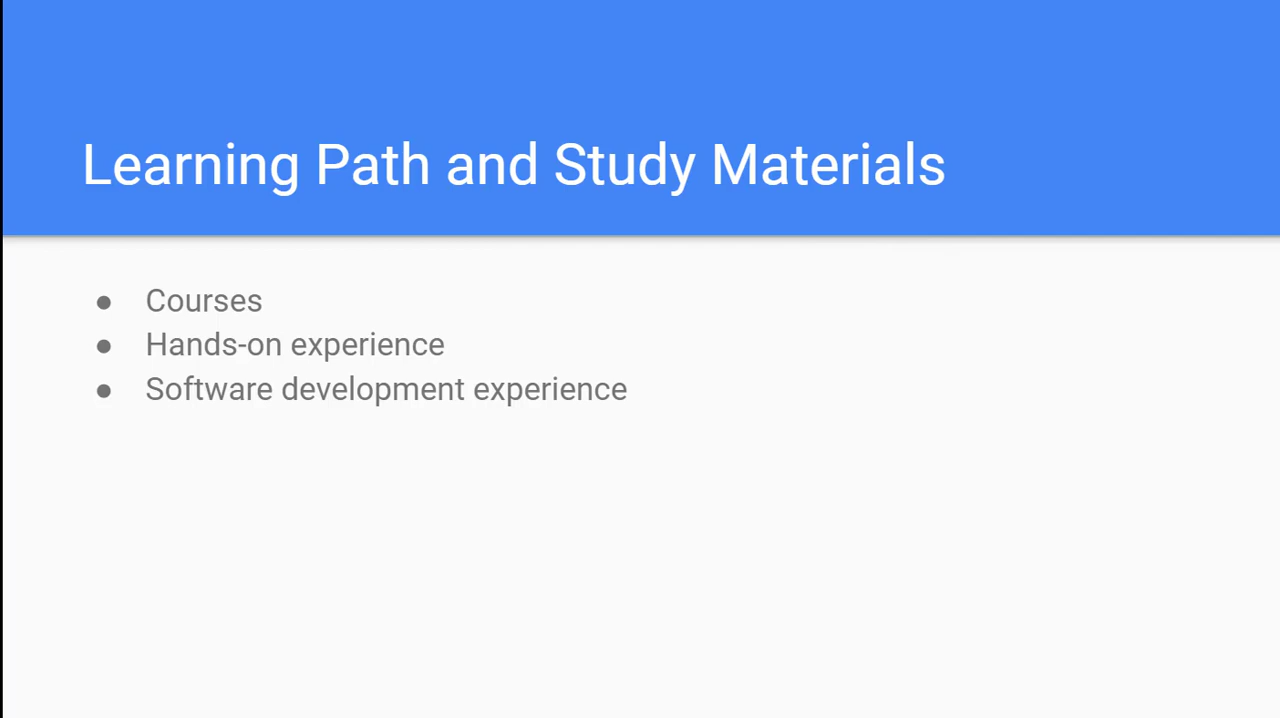 Learning Path and Study Materials
● Courses
● Hands-on experience
● Software development experience